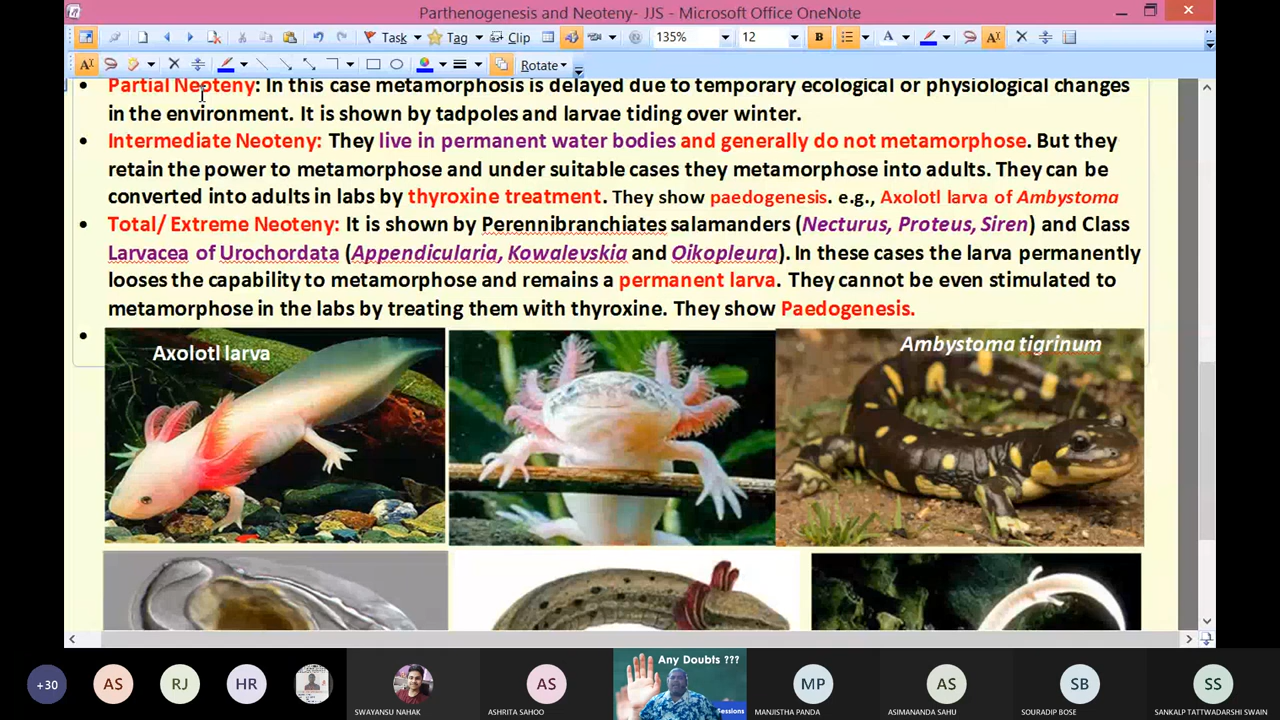 Parthenogenesis and Neoteny- JJS - Microsoft Office OneNote
Task Tag Clip 135% 12 B A
Rotate
Partial Neoteny: In this case metamorphosis is delayed due to temporary ecological or physiological changes
in the environment. It is shown by tadpoles and larvae tiding over winter.
Intermediate Neoteny: They live in permanent water bodies and generally do not metamorphose. But they
retain the power to metamorphose and under suitable cases they metamorphose into adults. They can be
converted into adults in labs by thyroxine treatment. They show paedogenesis. e.g., Axolotl larva of Ambystoma
Total/ Extreme Neoteny: It is shown by Perennibranchiates salamanders (Necturus, Proteus, Siren) and Class
Larvacea of Urochordata (Appendicularia, Kowalevskia and Oikopleura). In these cases the larva permanently
looses the capability to metamorphose and remains a permanent larva. They cannot be even stimulated to
metamorphose in the labs by treating them with thyroxine. They show Paedogenesis.
Axolotl larva
Ambystoma tigrinum
Any Doubts ???
Sessions
+30 AS RJ HR AS MP AS SB SS
SWAYANSU NAHAK ASHRITA SAHOO MANJISTHA PANDA ASIMANANDA SAHU SOURADIP BOSE SANKALP TATTWADARSHI SWAIN